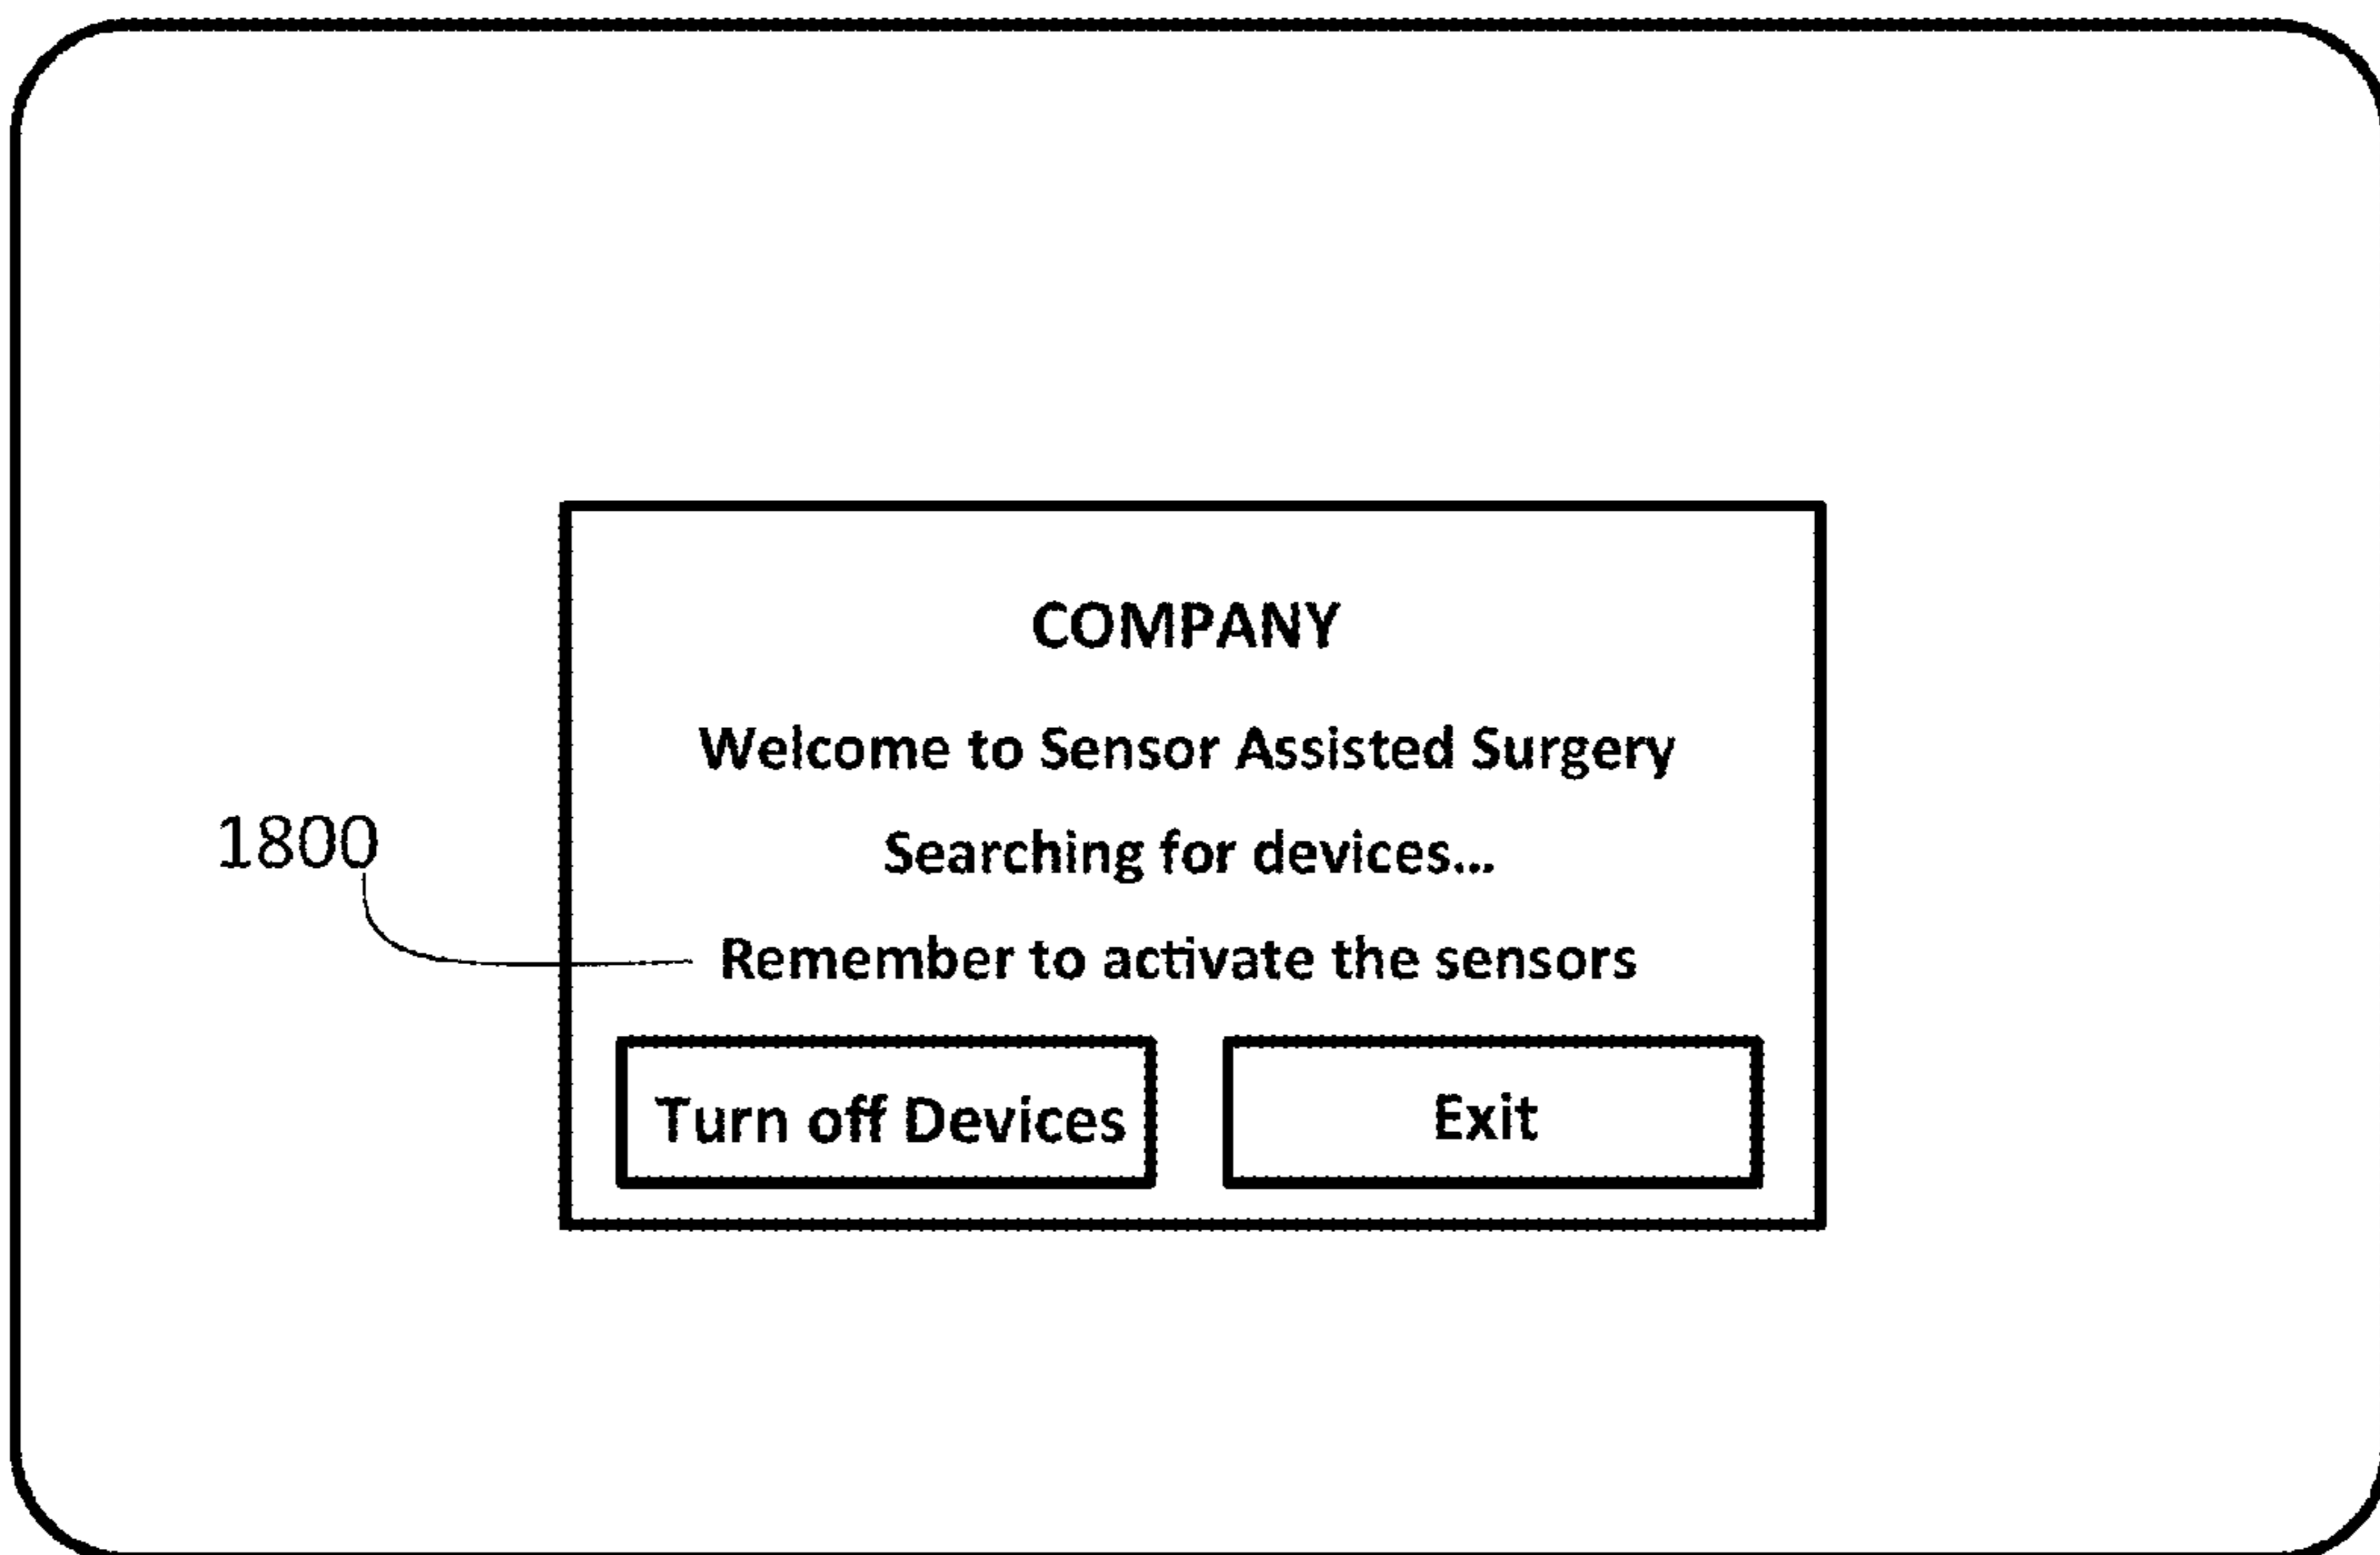 COMPANY
Welcome to Sensor Assisted Surgery
1800
Searching for devices...
Remember to activate the sensors
Turn off Devices
Exit